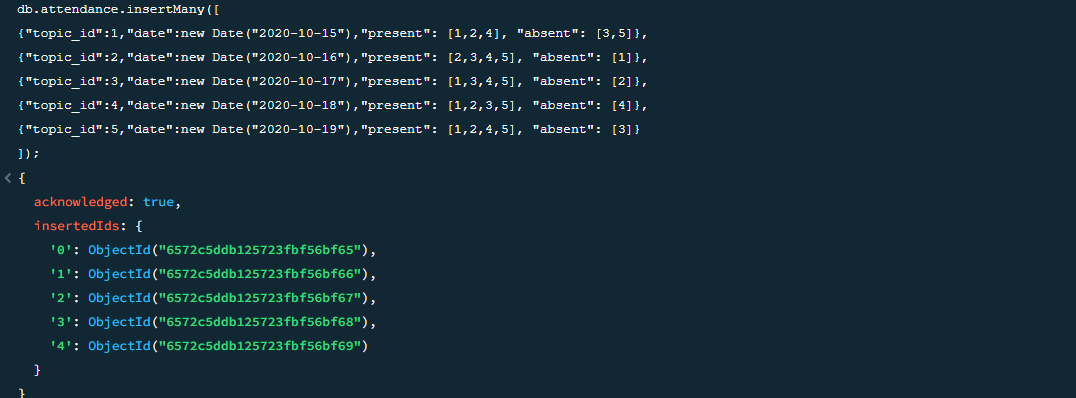 db.attendance.insertMany([
{"topic_id":1,"date":new Date("2020-10-15"),"present": [1,2,4], "absent": [3,5]},
{"topic_id":2,"date":new Date("2020-10-16"),"present": [2,3,4,5], "absent": [1]},
{"topic_id":3,"date":new Date("2020-10-17"),"present": [1,3,4,5], "absent": [2]},
{"topic_id":4,"date":new Date("2020-10-18"),"present": [1,2,3,5], "absent": [4]},
{"topic_id":5,"date":new Date("2020-10-19"),"present": [1,2,4,5], "absent": [3]}
]);
< {
acknowledged: true,
insertedIds: {
'0': ObjectId("6572c5ddb125723fbf56bf65"),
'1': ObjectId("6572c5ddb125723fbf56bf66"),
'2': ObjectId("6572c5ddb125723fbf56bf67"),
'3': ObjectId("6572c5ddb125723fbf56bf68"),
'4': ObjectId("6572c5ddb125723fbf56bf69")
}
}